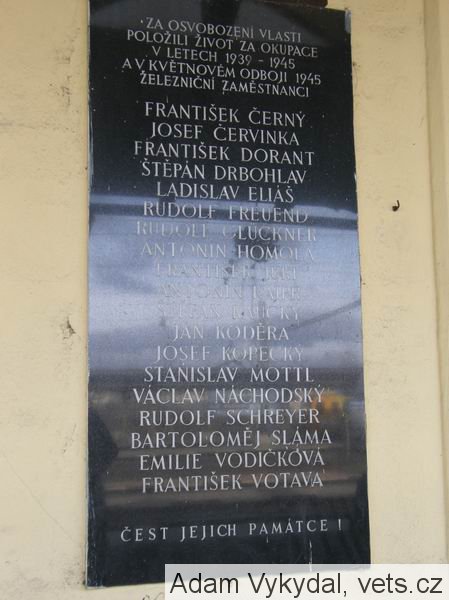 ZA OSVOBOZENÍ VLASTI
POLOŽILI ŽIVOT ZA OKUPACE
V LETECH 1939 - 1945
A V KVĚTNOVÉM ODBOJI 1945
ŽELEZNIČNÍ ZAMĚSTNANCI
FRANTIŠEK ČERNÝ
JOSEF ČERVINKA
FRANTIŠEK DORANT
ŠTĚPÁN DRBOHLAV
LADISLAV ELIÁŠ
RUDOLF FREUEND
RUDOLF GLÜCKNER
ANTONÍN HOMOLA
FRANTIŠEK
ANTONÍN
ŠTĚPÁN
JAN KODĚRA
JOSEF KOPECKÝ
STANISLAV MOTTL
VÁCLAV NÁCHODSKÝ
RUDOLF SCHREYER
BARTOLOMĚJ SLÁMA
EMILIE VODIČKOVÁ
FRANTIŠEK VOTAVA
ČEST JEJICH PAMÁTCE !
Adam Vykydal, vets.cz